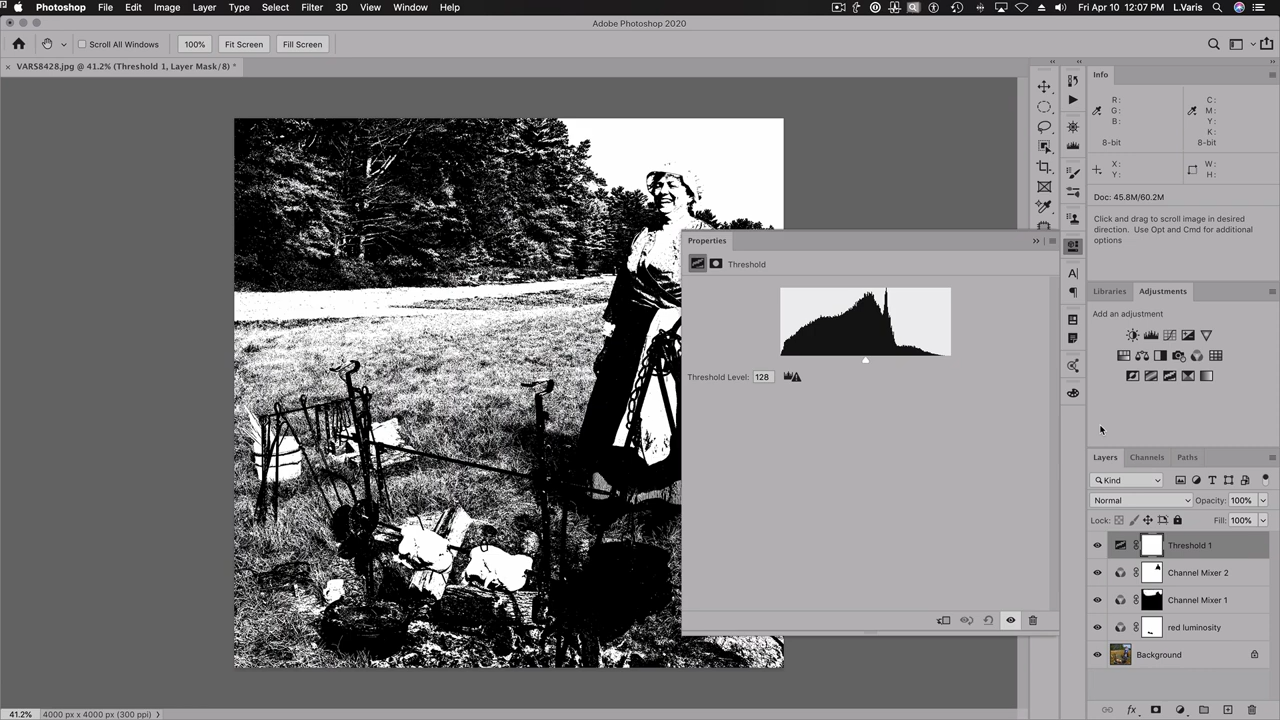 Photoshop File Edit Image Layer Type Select Filter 3D View Window Help Fri Apr 10 12:07 PM L.Varis
Adobe Photoshop 2020
Scroll All Windows 100% Fit Screen Fill Screen
× VARS8428.jpg @ 41.2% (Threshold 1, Layer Mask/8) *
Info
R: C:
G: M:
B: Y:
K:
8-bit 8-bit
X: W:
Y: H:
Doc: 45.8M/60.2M
Click and drag to scroll image in desired
direction. Use Opt and Cmd for additional
options
Properties
Threshold
Threshold Level: 128
Libraries Adjustments
Add an adjustment
Layers Channels Paths
Kind
Normal Opacity: 100%
Lock: Fill: 100%
Threshold 1
Channel Mixer 2
Channel Mixer 1
red luminosity
Background
41.2% 4000 px x 4000 px (300 ppi)